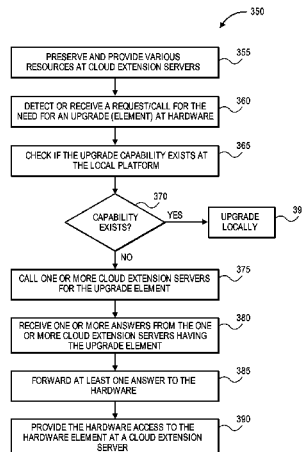 350
PRESERVE AND PROVIDE VARIOUS
RESOURCES AT CLOUD EXTENSION SERVERS
355
DETECT OR RECEIVE A REQUEST/CALL FOR THE
NEED FOR AN UPGRADE (ELEMENT) AT HARDWARE
360
CHECK IF THE UPGRADE CAPABILITY EXISTS AT
THE LOCAL PLATFORM
365
370
CAPABILITY
EXISTS?
YES
UPGRADE
LOCALLY
39
NO
CALL ONE OR MORE CLOUD EXTENSION SERVERS
FOR THE UPGRADE ELEMENT
375
RECEIVE ONE OR MORE ANSWERS FROM THE ONE
OR MORE CLOUD EXTENSION SERVERS HAVING
THE UPGRADE ELEMENT
380
FORWARD AT LEAST ONE ANSWER TO THE
HARDWARE
385
PROVIDE THE HARDWARE ACCESS TO THE
HARDWARE ELEMENT AT A CLOUD EXTENSION
SERVER
390